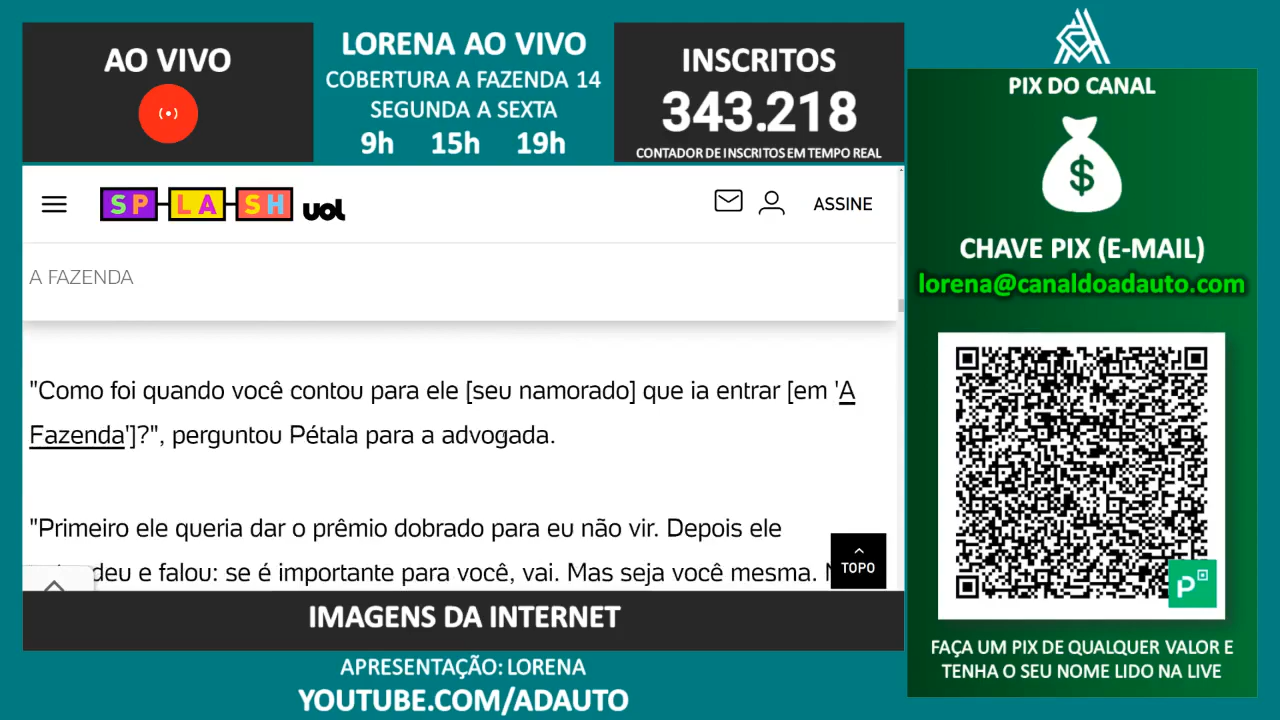 AO VIVO
LORENA AO VIVO
COBERTURA A FAZENDA 14
SEGUNDA A SEXTA
9h 15h 19h
INSCRITOS
343.218
CONTADOR DE INSCRITOS EM TEMPO REAL
SPLASH uol
ASSINE
A FAZENDA
"Como foi quando você contou para ele [seu namorado] que ia entrar [em 'A
Fazenda']?", perguntou Pétala para a advogada.
"Primeiro ele queria dar o prêmio dobrado para eu não vir. Depois ele
deu e falou: se é importante para você, vai. Mas seja você mesma.
TOPO
IMAGENS DA INTERNET
APRESENTAÇÃO: LORENA
YOUTUBE.COM/ADAUTO
PIX DO CANAL
$
CHAVE PIX (E-MAIL)
lorena@canaldoadauto.com
P
FAÇA UM PIX DE QUALQUER VALOR E
TENHA O SEU NOME LIDO NA LIVE